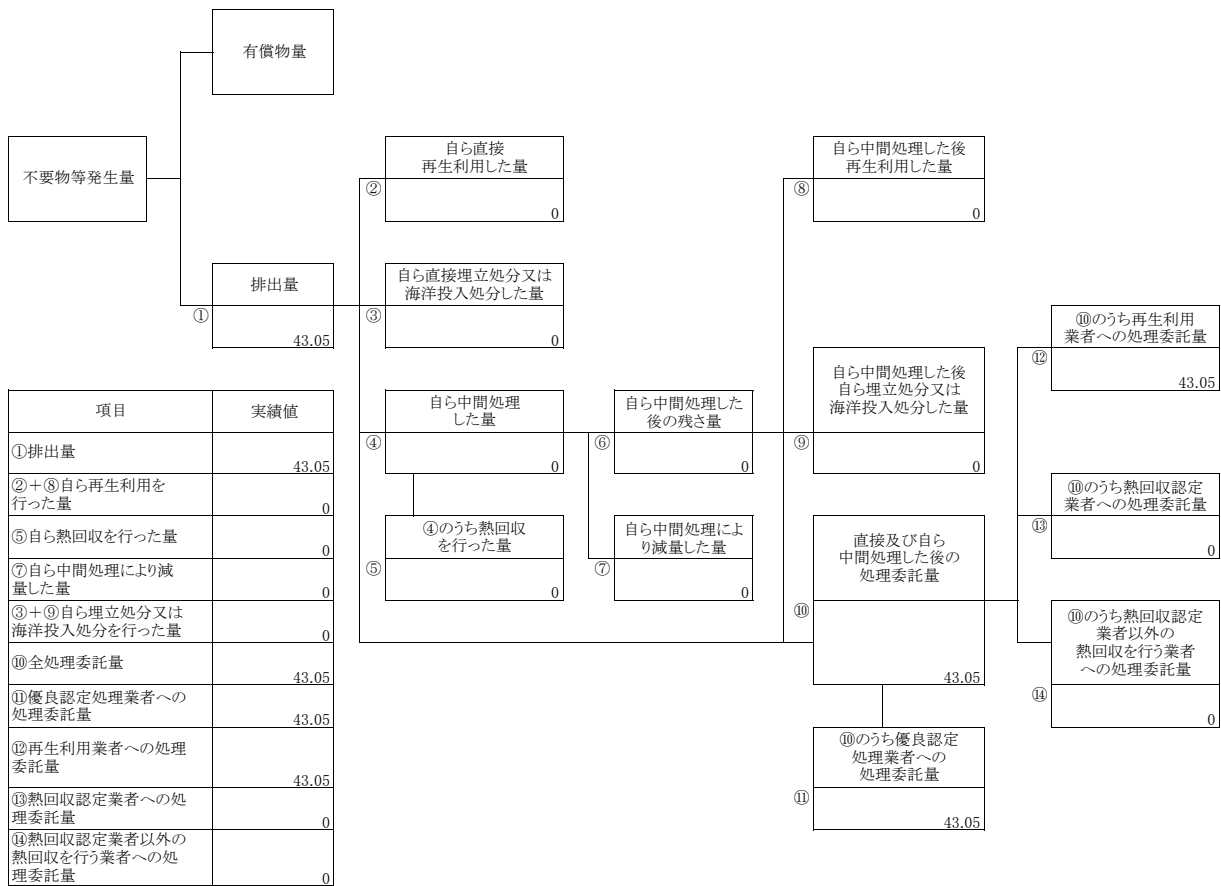 有償物量
不要物等発生量
自ら直接
再生利用した量
②
0
自ら中間処理した後
再生利用した量
⑧
0
排出量
①
43.05
自ら直接埋立処分又は
海洋投入処分した量
③
0
⑩のうち再生利用
業者への処理委託量
⑫
43.05
自ら中間処理
した量
④
0
自ら中間処理した
後の残さ量
⑥
0
自ら中間処理した後
自ら埋立処分又は
海洋投入処分した量
⑨
0
⑩のうち熱回収認定
業者への処理委託量
⑬
0
④のうち熱回収
を行った量
⑤
0
自ら中間処理によ
り減量した量
⑦
0
直接及び自ら
中間処理した後の
処理委託量
⑩
43.05
⑩のうち熱回収認定
業者以外の
熱回収を行う業者
への処理委託量
⑭
0
⑩のうち優良認定
処理業者への
処理委託量
⑪
43.05
項目 実績値
①排出量
43.05
②+⑧自ら再生利用を
行った量
0
⑤自ら熱回収を行った量
0
⑦自ら中間処理により減
量した量
0
③+⑨自ら埋立処分又は
海洋投入処分を行った量
0
⑩全処理委託量
43.05
⑪優良認定処理業者への
処理委託量
43.05
⑫再生利用業者への処理
委託量
43.05
⑬熱回収認定業者への処
理委託量
0
⑭熱回収認定業者以外の
熱回収を行う業者への処
理委託量
0